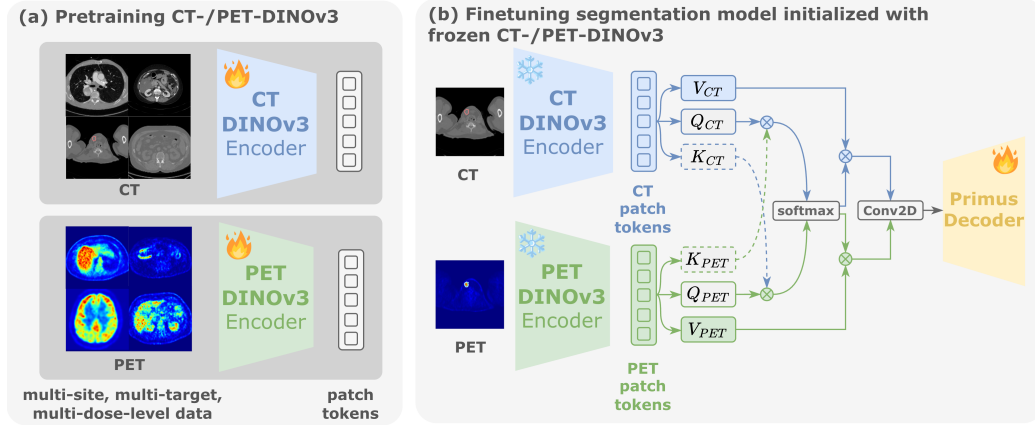 (a) Pretraining CT-/PET-DINOv3
CT
DINOv3
Encoder
CT
PET
DINOv3
Encoder
PET
multi-site, multi-target,
multi-dose-level data
patch
tokens
(b) Finetuning segmentation model initialized with
frozen CT-/PET-DINOv3
CT
DINOv3
Encoder
CT
CT
patch
tokens
V_CT
Q_CT
K_CT
softmax
Conv2D
Primus
Decoder
PET
DINOv3
Encoder
PET
PET
patch
tokens
K_PET
Q_PET
V_PET